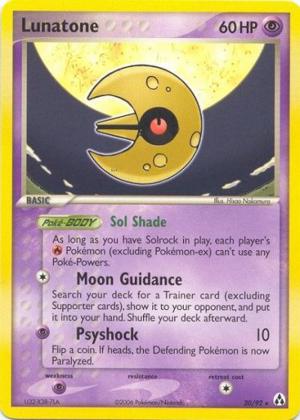 Lunatone
60 HP
Illus. Hisao Nakamura
BASIC
Poké-BODY Sol Shade
As long as you have Solrock in play, each player's
Pokémon (excluding Pokémon-ex) can't use any
Poké-Powers.
Moon Guidance
Search your deck for a Trainer card (excluding
Supporter cards), show it to your opponent, and put
it into your hand. Shuffle your deck afterward.
Psyshock 10
Flip a coin. If heads, the Defending Pokémon is now
Paralyzed.
weakness resistance retreat cost
©2006 Pokémon/Nintendo
20/92